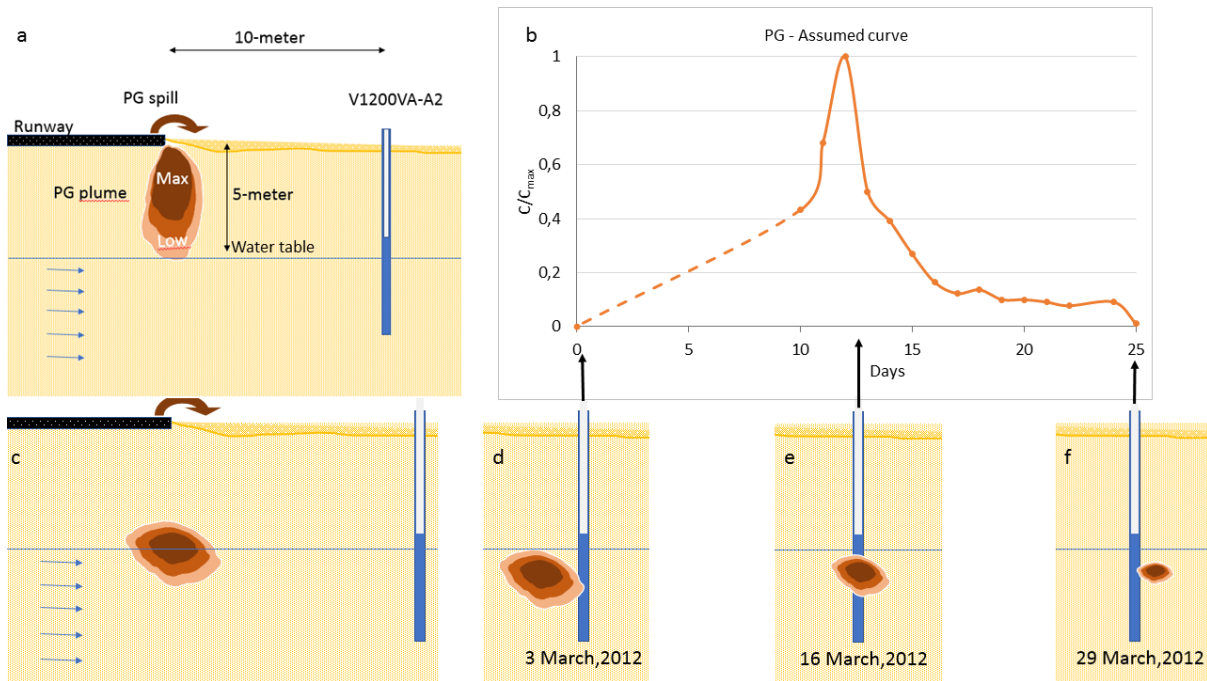 a
10-meter
PG spill
V1200VA-A2
Runway
Max
PG plume
5-meter
Low
Water table
b
PG - Assumed curve
1
0,8
0,6
0,4
0,2
0
C/Cmax
0 5 10 15 20 25
Days
c
d
3 March,2012
e
16 March,2012
f
29 March,2012